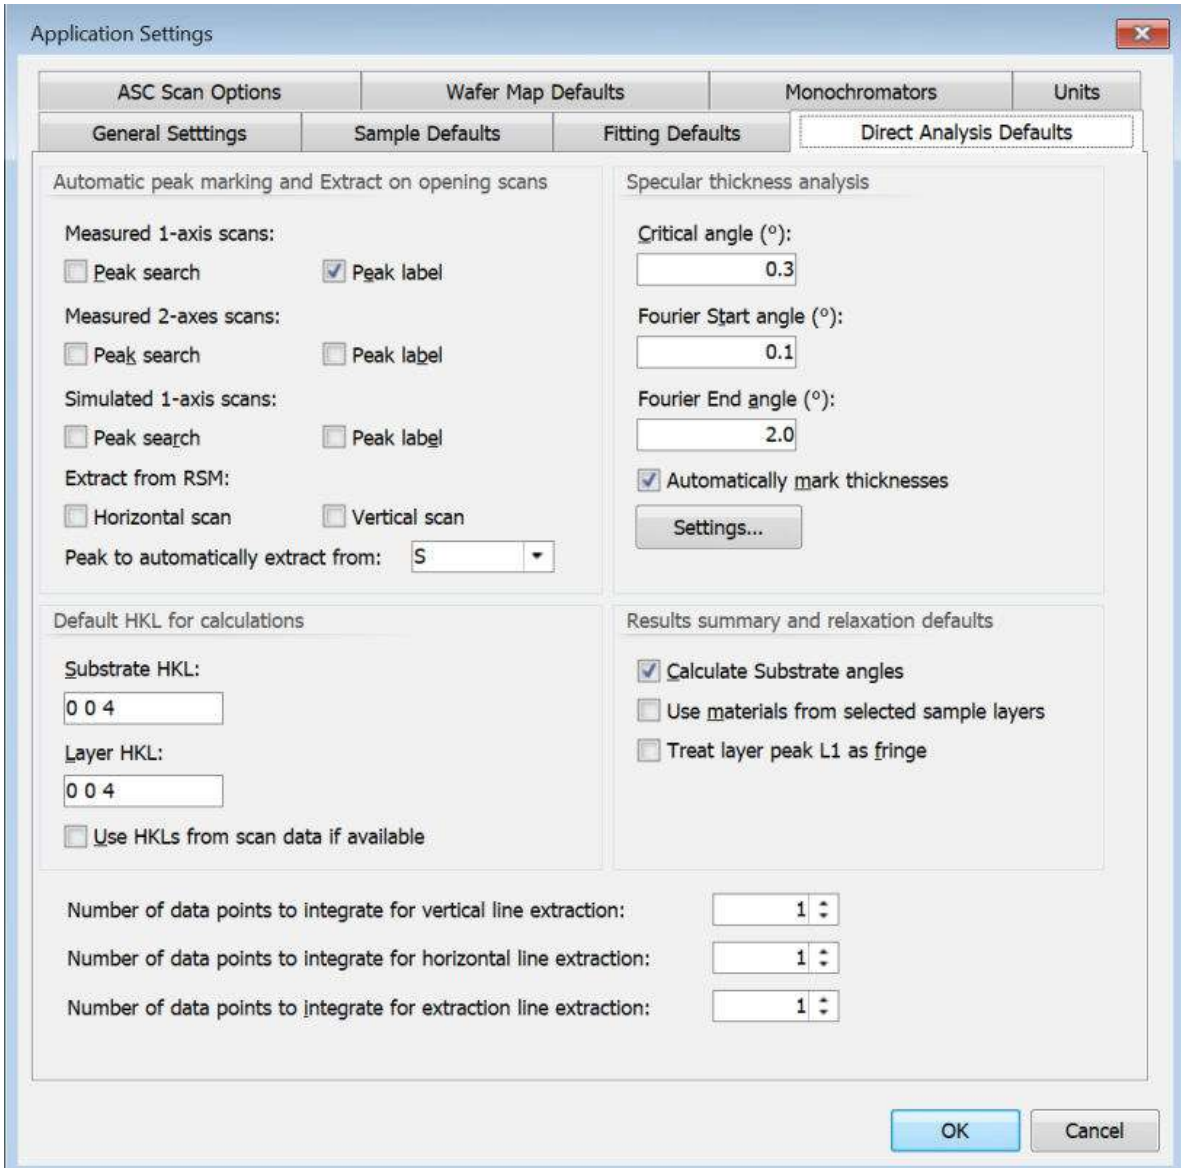 Application Settings
ASC Scan Options Wafer Map Defaults Monochromators Units
General Setttings Sample Defaults Fitting Defaults Direct Analysis Defaults
Automatic peak marking and Extract on opening scans
Measured 1-axis scans:
Peak search Peak label
Measured 2-axes scans:
Peak search Peak label
Simulated 1-axis scans:
Peak search Peak label
Extract from RSM:
Horizontal scan Vertical scan
Peak to automatically extract from: S
Specular thickness analysis
Critical angle (°):
0.3
Fourier Start angle (°):
0.1
Fourier End angle (°):
2.0
Automatically mark thicknesses
Settings...
Default HKL for calculations
Substrate HKL:
0 0 4
Layer HKL:
0 0 4
Use HKLs from scan data if available
Results summary and relaxation defaults
Calculate Substrate angles
Use materials from selected sample layers
Treat layer peak L1 as fringe
Number of data points to integrate for vertical line extraction: 1
Number of data points to integrate for horizontal line extraction: 1
Number of data points to integrate for extraction line extraction: 1
OK Cancel